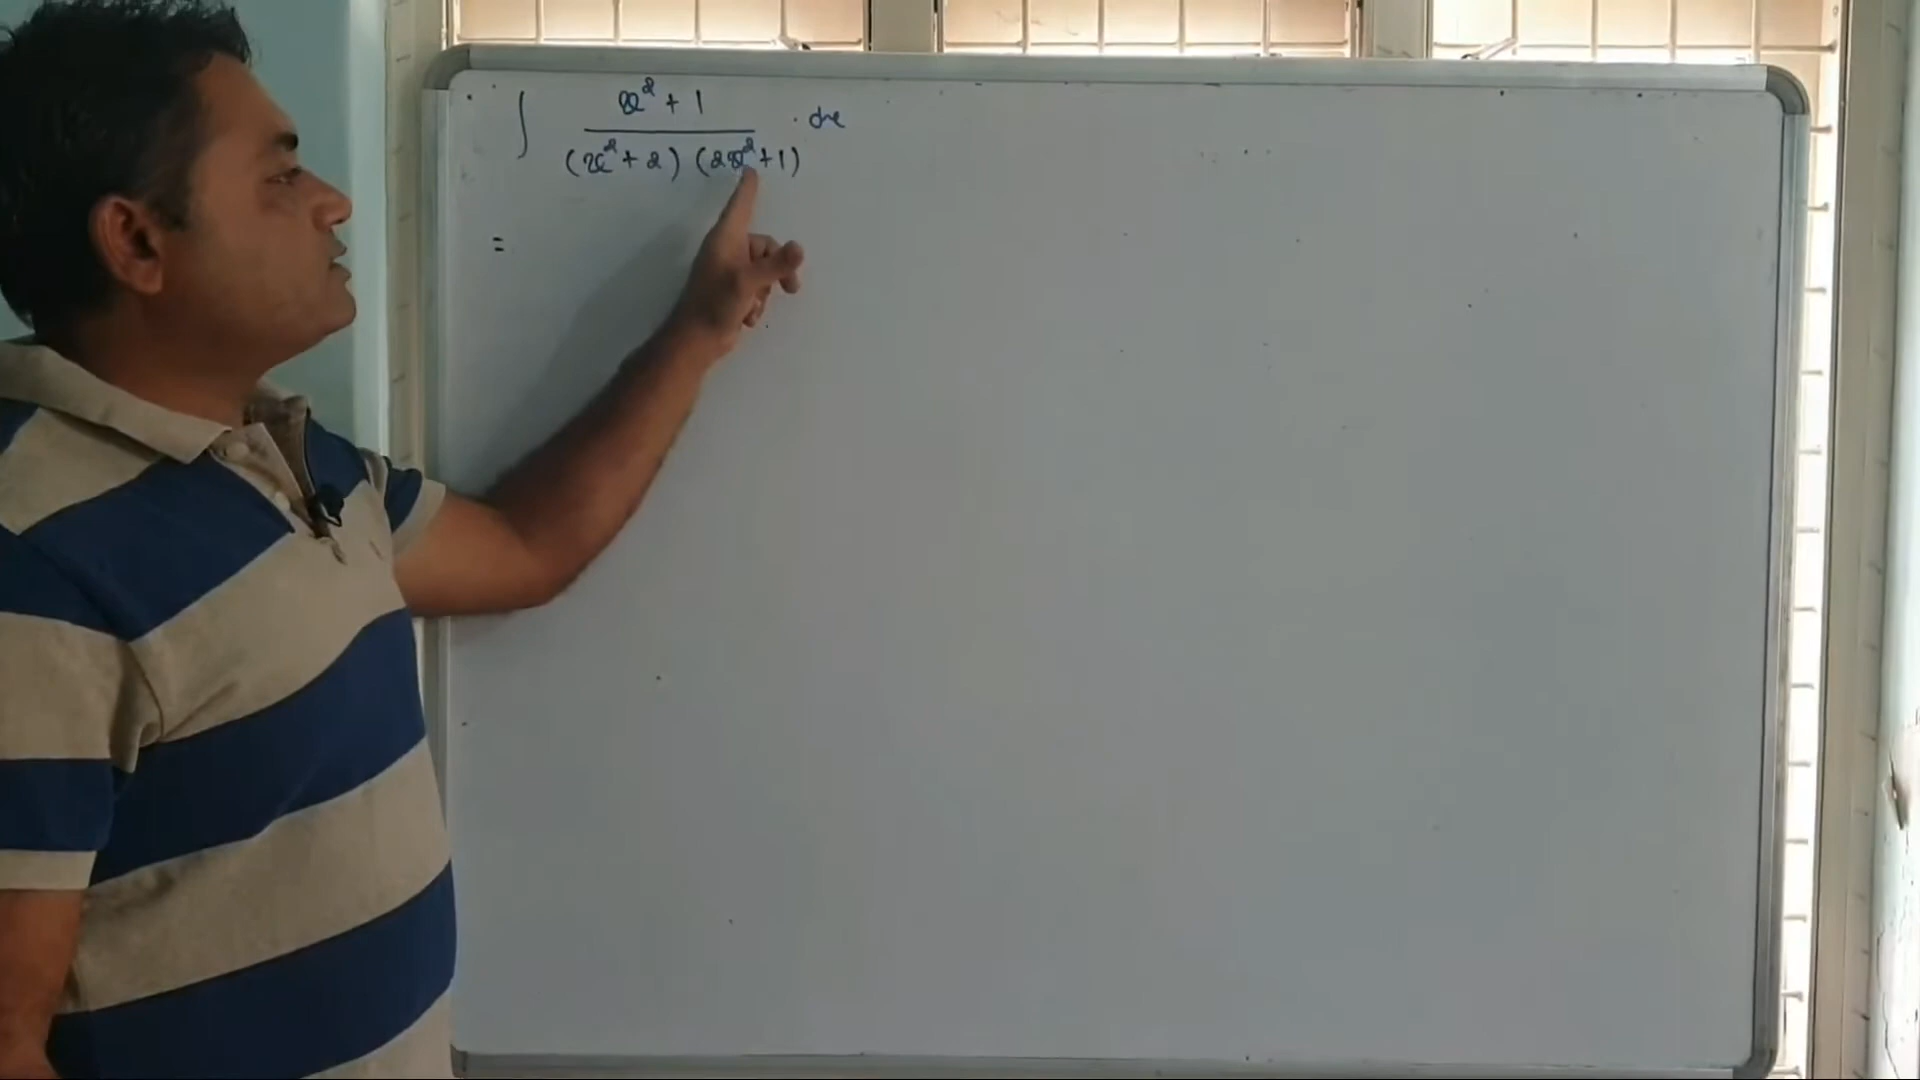 ∫ x² + 1 / (x² + 2) (2x² + 1) · dx
=